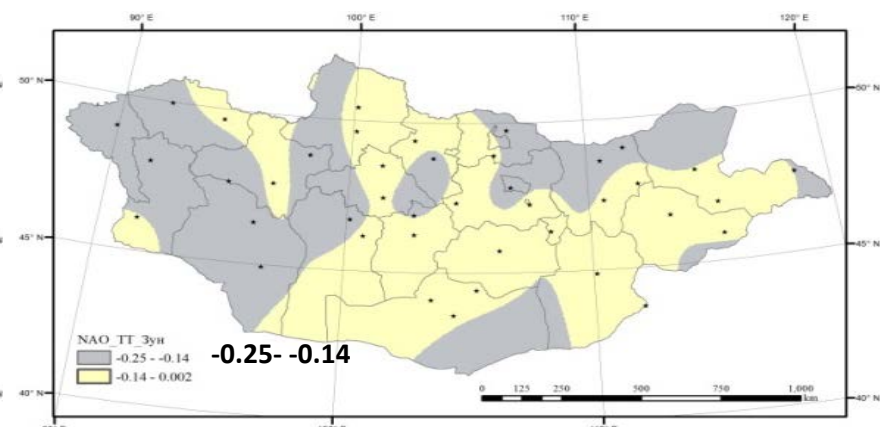 90° E 100° E 110° E 120° E
50° N 50° N
45° N 45° N
NAO_TT_Зун
-0.25 - -0.14 -0.25- -0.14
-0.14 - 0.002
0 125 250 500 750 1,000
km
40° N 40° N